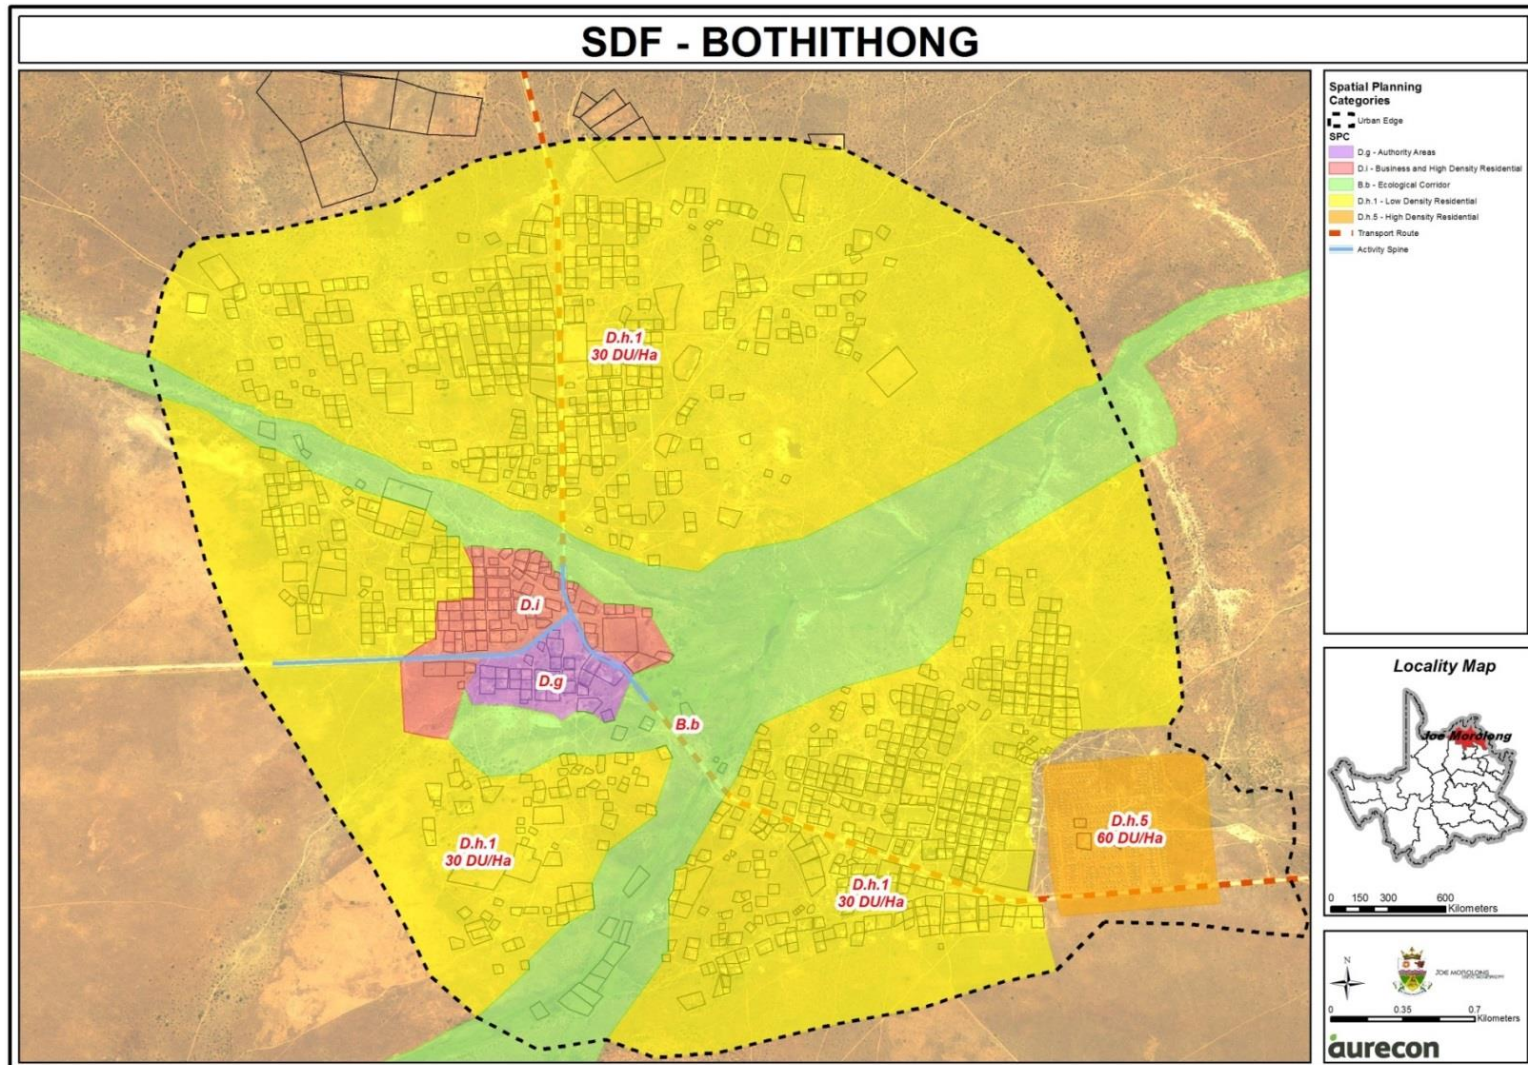 SDF - BOTHITHONG
D.h.1
30 DU/Ha
D.i
D.g
B.b
D.h.1
30 DU/Ha
D.h.1
30 DU/Ha
D.h.5
60 DU/Ha
Spatial Planning
Categories
Urban Edge
SPC
D.g - Authority Areas
D.i - Business and High Density Residential
B.b - Ecological Corridor
D.h.1 - Low Density Residential
D.h.5 - High Density Residential
Transport Route
Activity Spine
Locality Map
Joe Morolong
0 150 300 600
Kilometers
N
JOE MOROLONG
0 0.35 0.7
Kilometers
aurecon